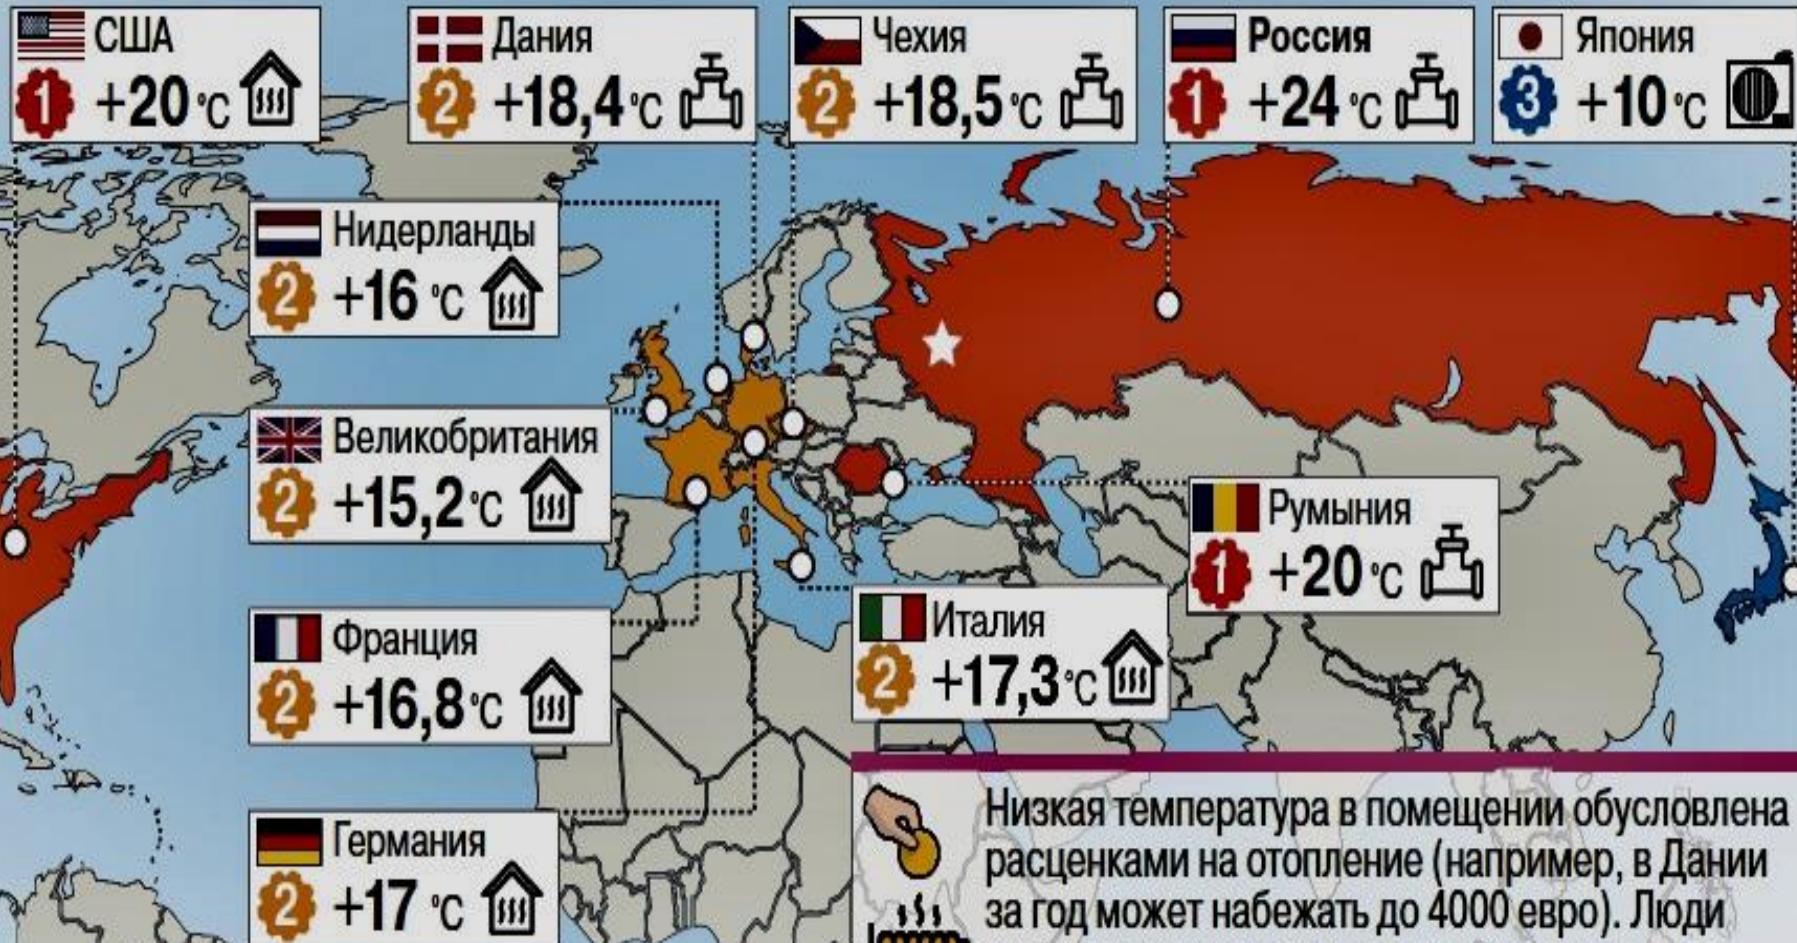 США
1 +20 °C
Дания
2 +18,4 °C
Чехия
2 +18,5 °C
Россия
1 +24 °C
Япония
3 +10 °C
Нидерланды
2 +16 °C
Великобритания
2 +15,2 °C
Румыния
1 +20 °C
Франция
2 +16,8 °C
Италия
2 +17,3 °C
Германия
2 +17 °C
Низкая температура в помещении обусловлена
расценками на отопление (например, в Дании
за год может набежать до 4000 евро). Люди